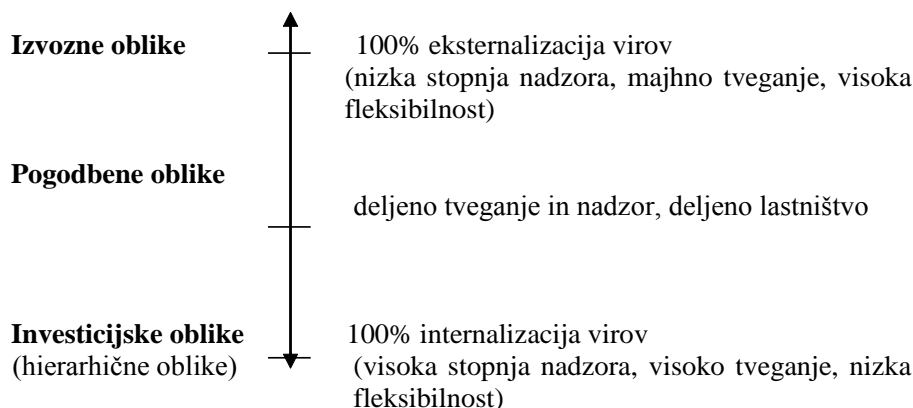 Izvozne oblike
100% eksternalizacija virov
(nizka stopnja nadzora, majhno tveganje, visoka
fleksibilnost)
Pogodbene oblike
deljeno tveganje in nadzor, deljeno lastništvo
Investicijske oblike
(hierarhične oblike)
100% internalizacija virov
(visoka stopnja nadzora, visoko tveganje, nizka
fleksibilnost)